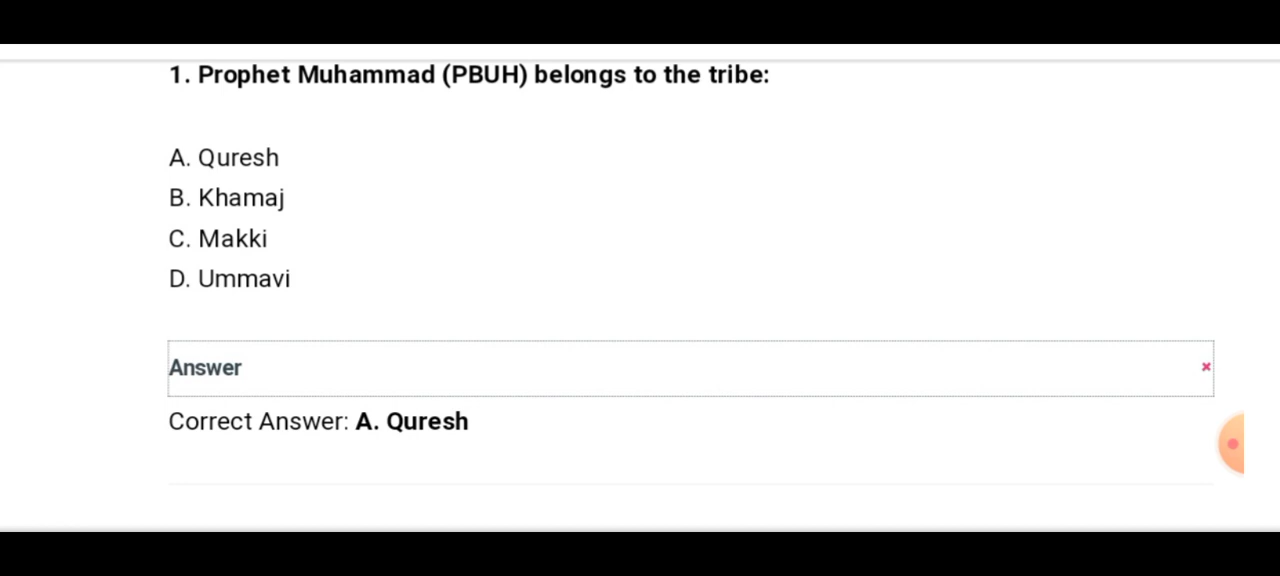 1. Prophet Muhammad (PBUH) belongs to the tribe:
A. Quresh
B. Khamaj
C. Makki
D. Ummavi
Answer
Correct Answer: A. Quresh